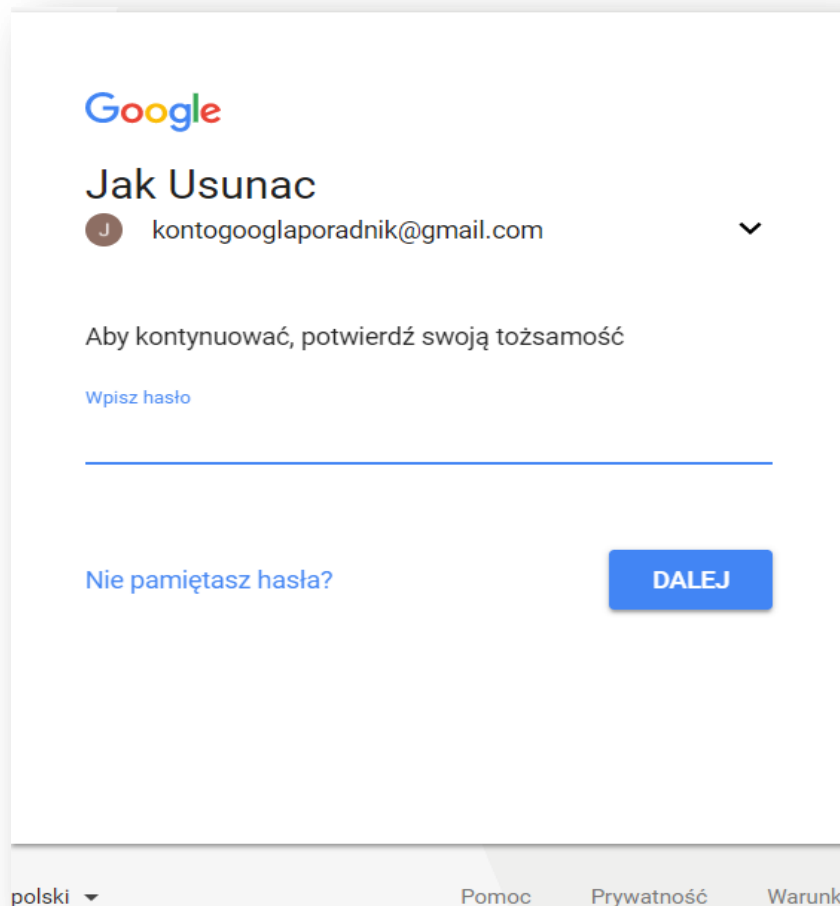 Google
Jak Usunac
J kontogooglaporadnik@gmail.com
Aby kontynuować, potwierdź swoją tożsamość
Wpisz hasło
Nie pamiętasz hasła? DALEJ
polski Pomoc Prywatność Warunk